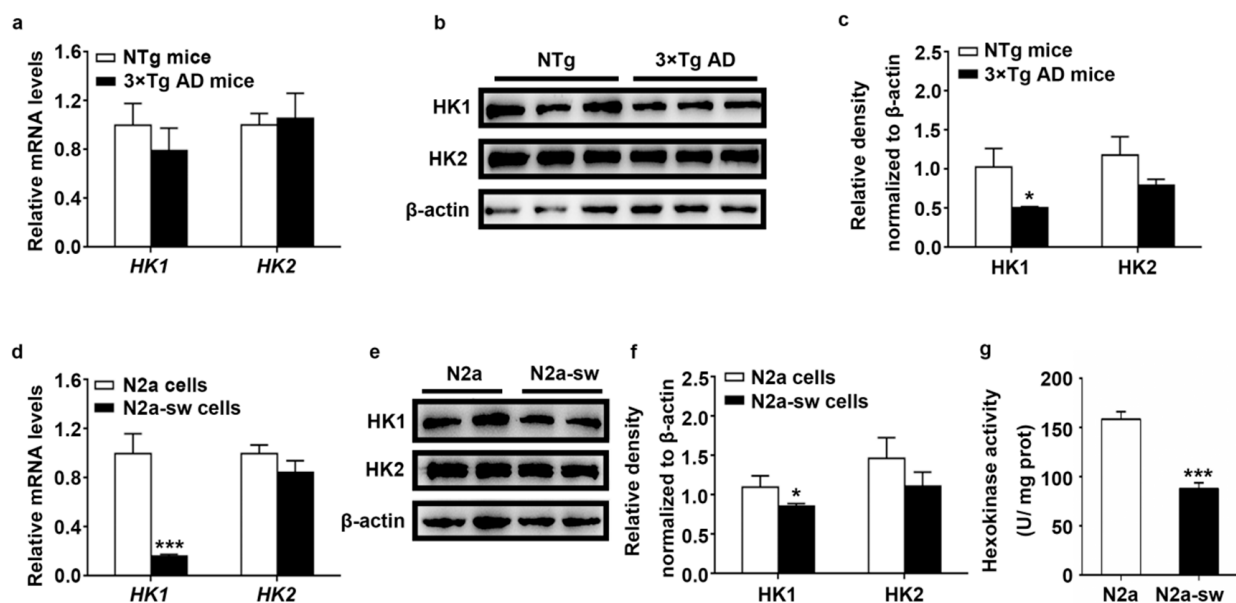 a
Relative mRNA levels
1.6
1.2
0.8
0.4
0.0
NTg mice
3×Tg AD mice
HK1
HK2
b
NTg
3×Tg AD
HK1
HK2
β-actin
c
Relative density
normalized to β-actin
2.5
2.0
1.5
1.0
0.5
0.0
NTg mice
3×Tg AD mice
*
HK1
HK2
d
Relative mRNA levels
1.6
1.2
0.8
0.4
0.0
N2a cells
N2a-sw cells
***
HK1
HK2
e
N2a
N2a-sw
HK1
HK2
β-actin
f
Relative density
normalized to β-actin
2.5
2.0
1.5
1.0
0.5
0.0
N2a cells
N2a-sw cells
*
HK1
HK2
g
Hexokinase activity
(U/ mg prot)
200
150
100
50
0
***
N2a
N2a-sw